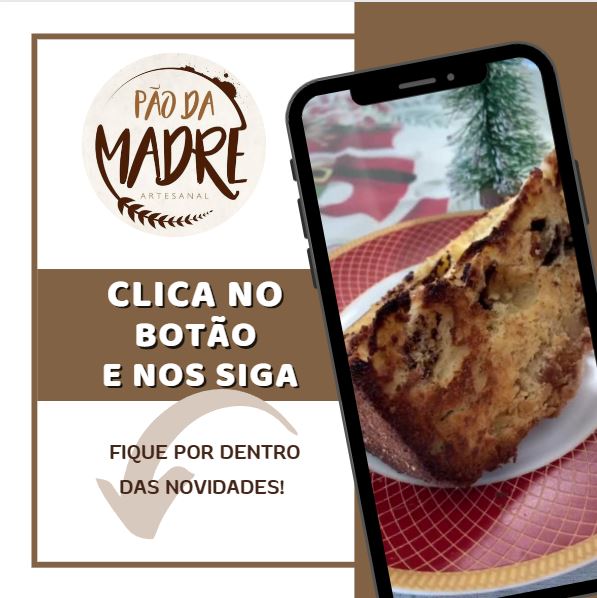 PÃO DA
MADRE
ARTESANAL
CLICA NO
BOTÃO
E NOS SIGA
FIQUE POR DENTRO
DAS NOVIDADES!